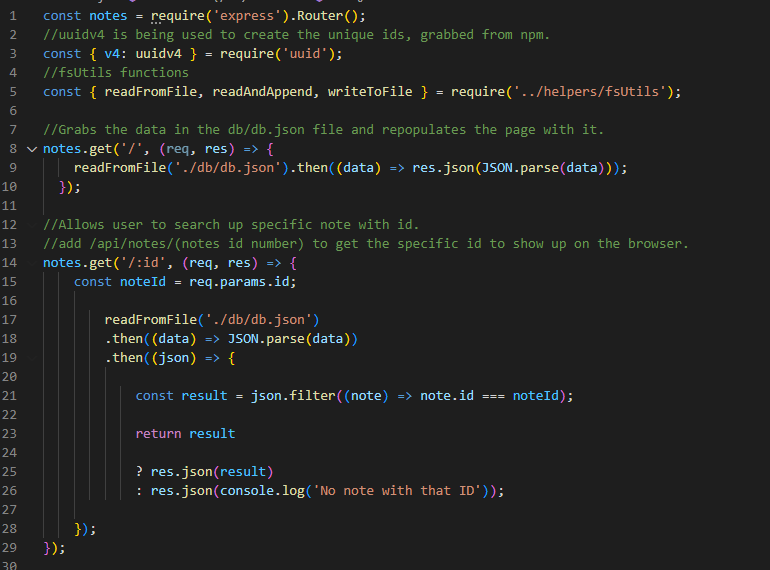 1 const notes = require('express').Router();
2 //uuidv4 is being used to create the unique ids, grabbed from npm.
3 const { v4: uuidv4 } = require('uuid');
4 //fsUtils functions
5 const { readFromFile, readAndAppend, writeToFile } = require('../helpers/fsUtils');
6
7 //Grabs the data in the db/db.json file and repopulates the page with it.
8 notes.get('/', (req, res) => {
9 readFromFile('./db/db.json').then((data) => res.json(JSON.parse(data)));
10 });
11
12 //Allows user to search up specific note with id.
13 //add /api/notes/(notes id number) to get the specific id to show up on the browser.
14 notes.get('/:id', (req, res) => {
15 const noteId = req.params.id;
16
17 readFromFile('./db/db.json')
18 .then((data) => JSON.parse(data))
19 .then((json) => {
20
21 const result = json.filter((note) => note.id === noteId);
22
23 return result
24
25 ? res.json(result)
26 : res.json(console.log('No note with that ID'));
27
28 });
29 });
30